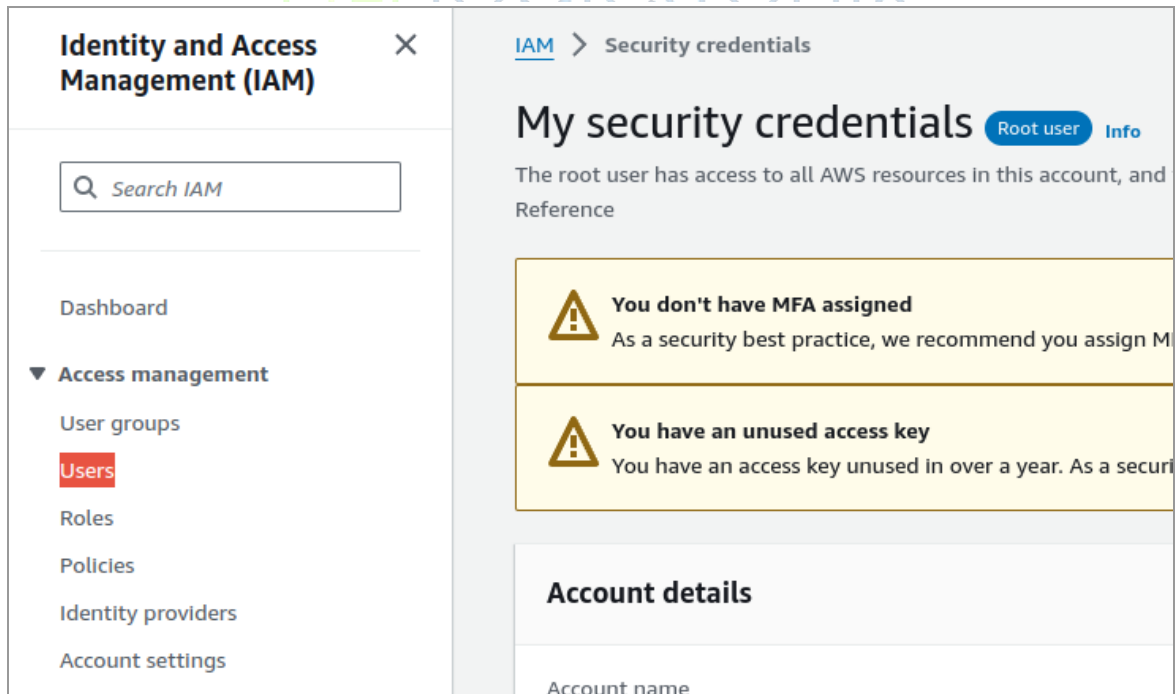 Identity and Access
Management (IAM)
Search IAM
Dashboard
Access management
User groups
Users
Roles
Policies
Identity providers
Account settings
IAM > Security credentials
My security credentials Root user Info
The root user has access to all AWS resources in this account, and
Reference
You don't have MFA assigned
As a security best practice, we recommend you assign
You have an unused access key
You have an access key unused in over a year. As a
Account details
Account name